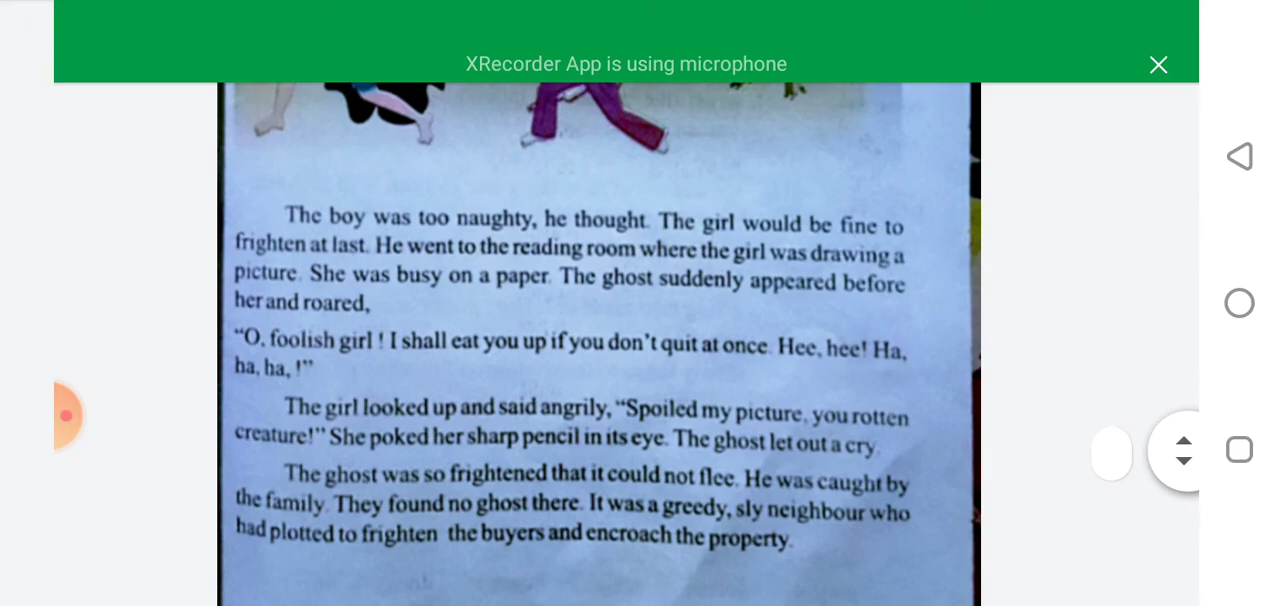 XRecorder App is using microphone
The boy was too naughty, he thought. The girl would be fine to
frighten at last. He went to the reading room where the girl was drawing a
picture. She was busy on a paper. The ghost suddenly appeared before
her and roared,
“O, foolish girl ! I shall eat you up if you don’t quit at once. Hee, hee! Ha,
ha, ha, !”
The girl looked up and said angrily, “Spoiled my picture, you rotten
creature!” She poked her sharp pencil in its eye. The ghost let out a cry.
The ghost was so frightened that it could not flee. He was caught by
the family. They found no ghost there. It was a greedy, sly neighbour who
had plotted to frighten the buyers and encroach the property.